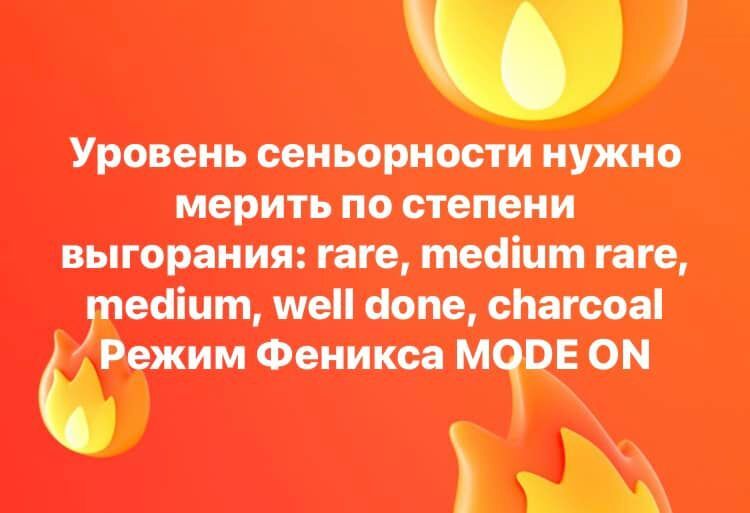 Уровень сеньорности нужно
мерить по степени
выгорания: rare, medium rare,
medium, well done, charcoal
Режим Феникса MODE ON